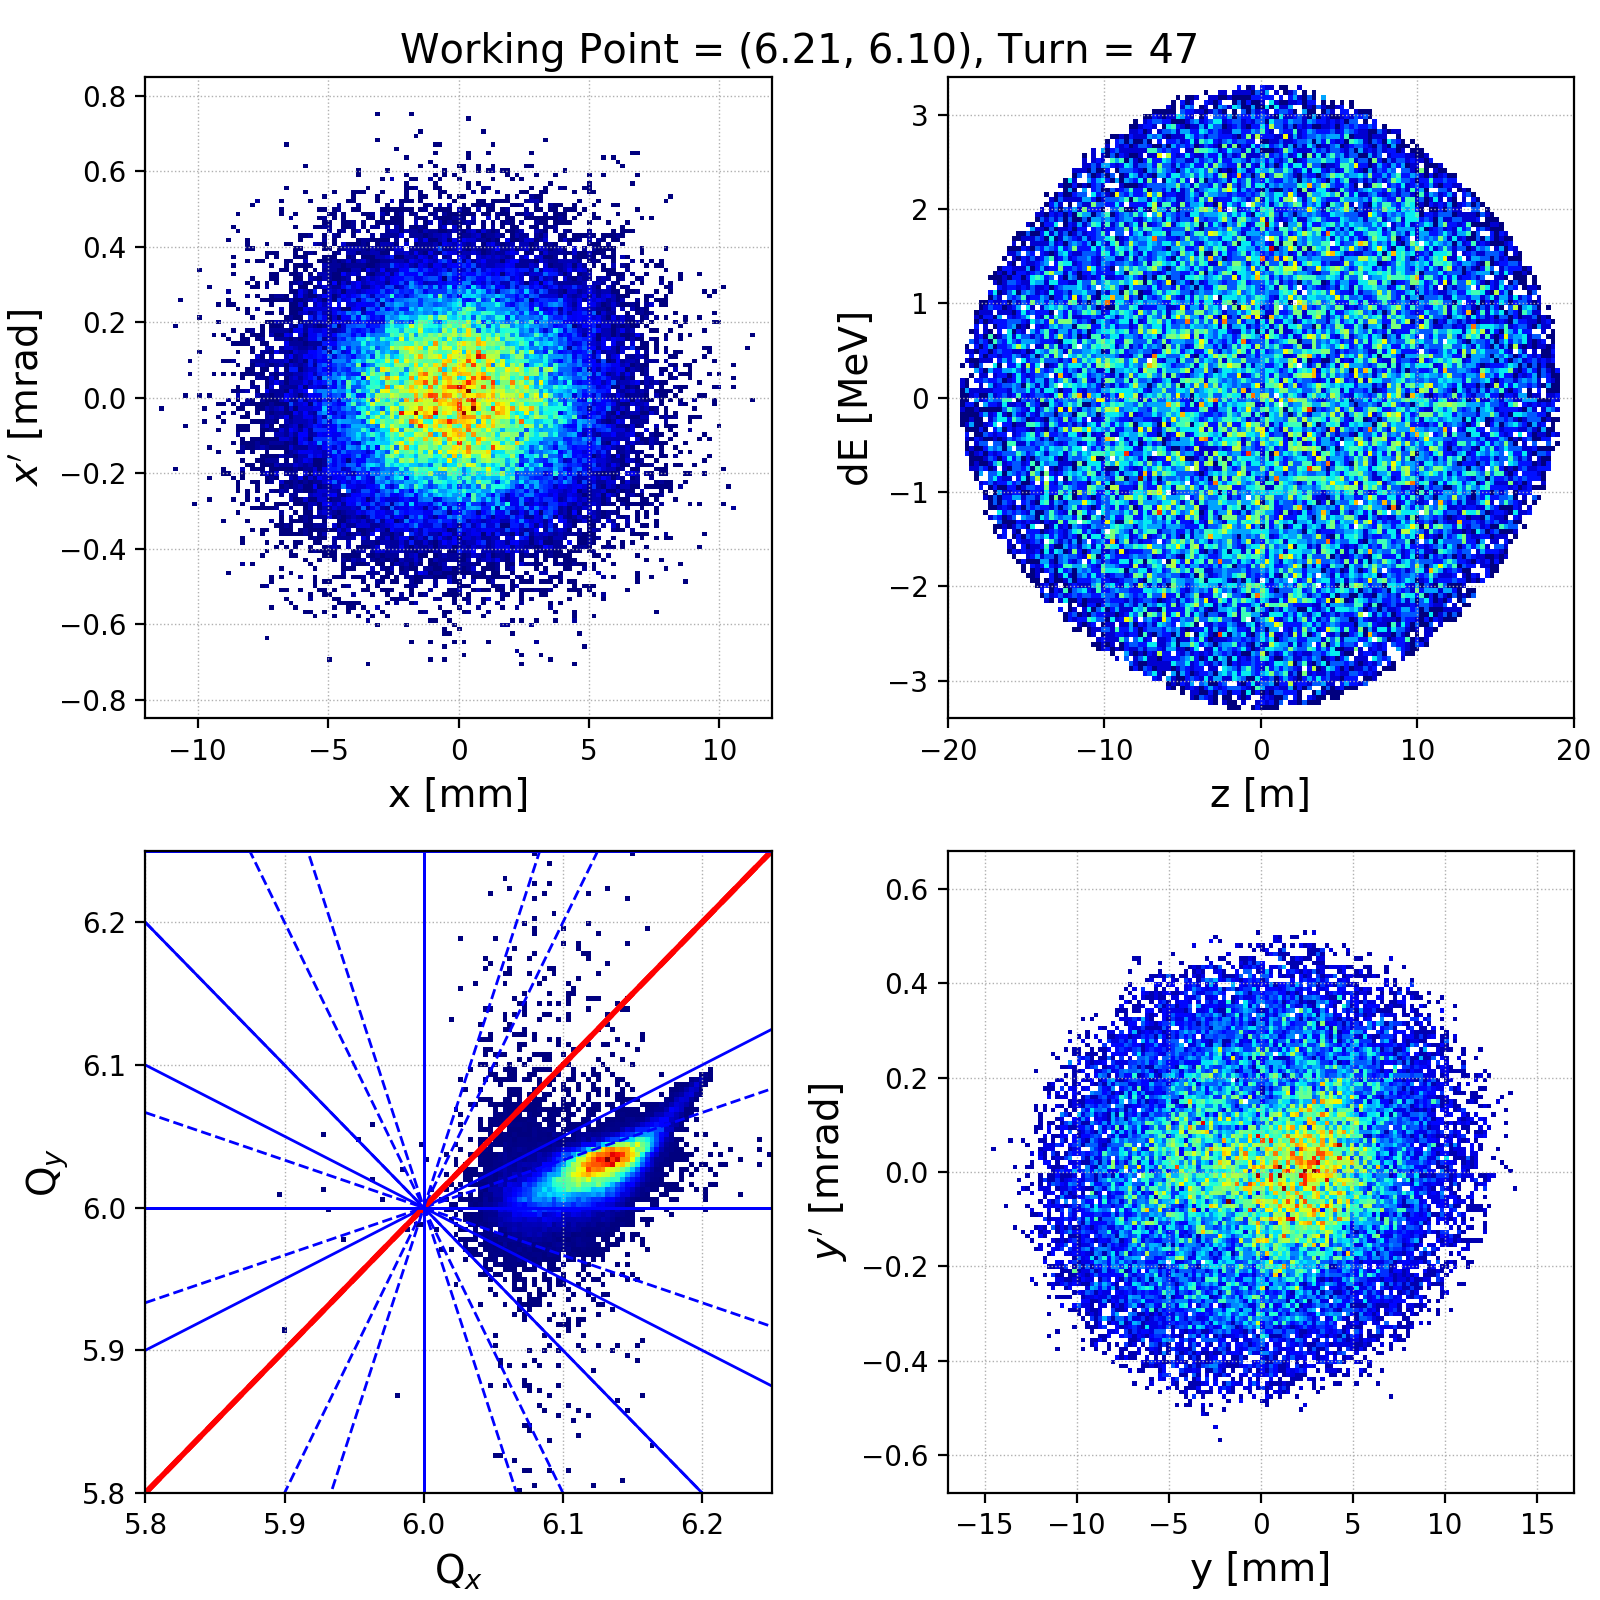 Working Point = (6.21, 6.10), Turn = 47
0.8
0.6
0.4
0.2
0.0
−0.2
−0.4
−0.6
−0.8
x′ [mrad]
−10 −5 0 5 10
x [mm]
3
2
1
0
−1
−2
−3
dE [MeV]
−20 −10 0 10 20
z [m]
6.2
6.1
6.0
5.9
5.8
Qy
5.8 5.9 6.0 6.1 6.2
Qx
0.6
0.4
0.2
0.0
−0.2
−0.4
−0.6
y′ [mrad]
−15 −10 −5 0 5 10 15
y [mm]